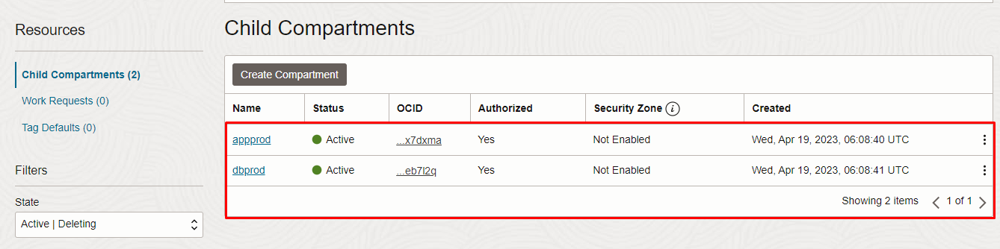 Resources
Child Compartments (2)
Work Requests (0)
Tag Defaults (0)
Filters
State
Active | Deleting
Child Compartments
Create Compartment
Name Status OCID Authorized Security Zone i Created
appprod Active ...x7dxma Yes Not Enabled Wed, Apr 19, 2023, 06:08:40 UTC
dbprod Active ...eb7l2q Yes Not Enabled Wed, Apr 19, 2023, 06:08:41 UTC
Showing 2 items 1 of 1